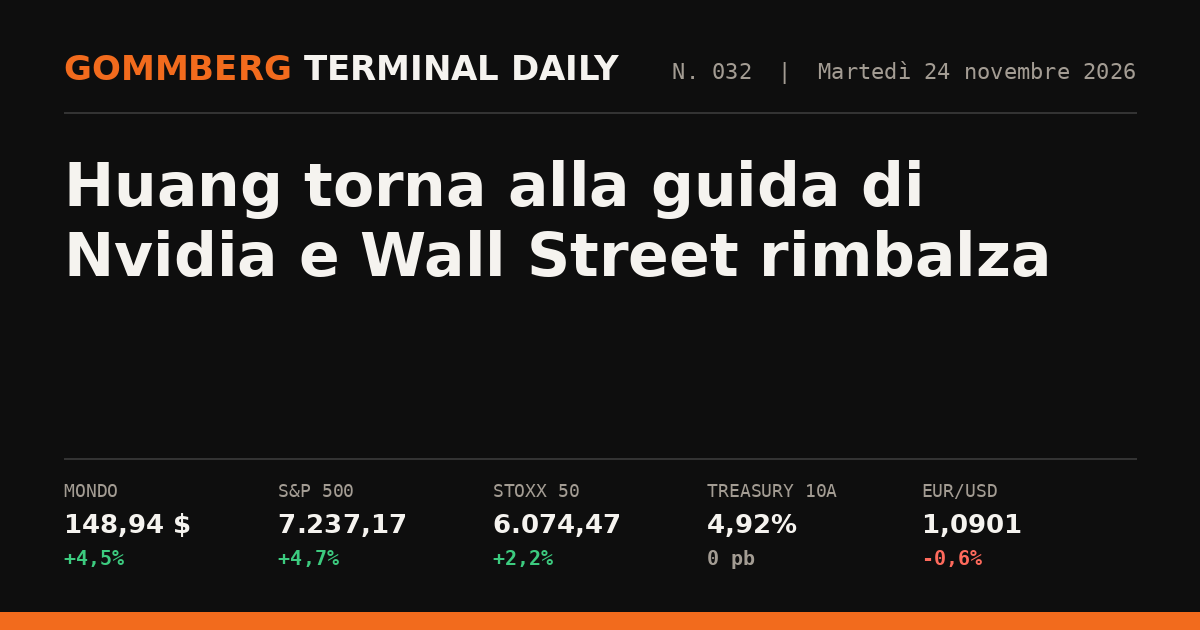 GOMMBERG TERMINAL DAILY N. 032 | Martedì 24 novembre 2026
Huang torna alla guida di
Nvidia e Wall Street rimbalza
MONDO S&P 500 STOXX 50 TREASURY 10A EUR/USD
148,94 $ 7.237,17 6.074,47 4,92% 1,0901
+4,5% +4,7% +2,2% 0 pb -0,6%